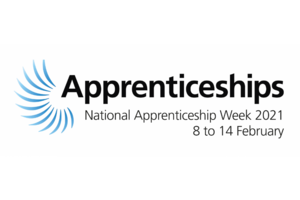 Apprenticeships
National Apprenticeship Week 2021
8 to 14 February